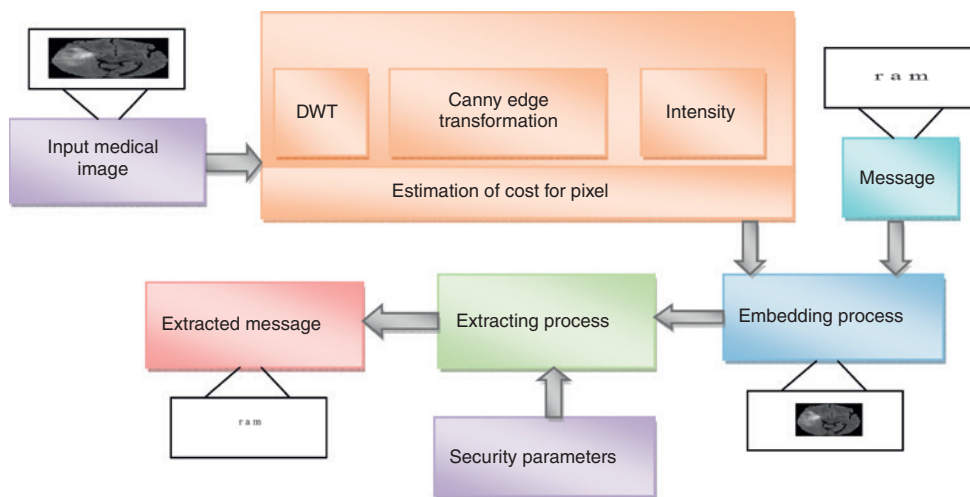 DWT
Canny edge
transformation
Intensity
r a m
Input medical
image
Estimation of cost for pixel
Message
Extracted message
Extracting process
Embedding process
r a m
Security parameters